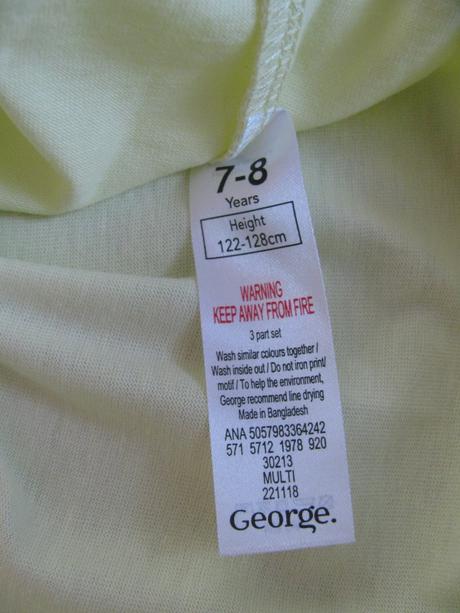 7-8
Years
Height
122-128cm
WARNING
KEEP AWAY FROM FIRE
3 part set
Wash similar colours together /
Wash inside out / Do not iron print/
motif / To help the environment,
George recommend line drying
Made in Bangladesh
ANA 5057983364242
571 5712 1978 920
30213
MULTI
221118
George.